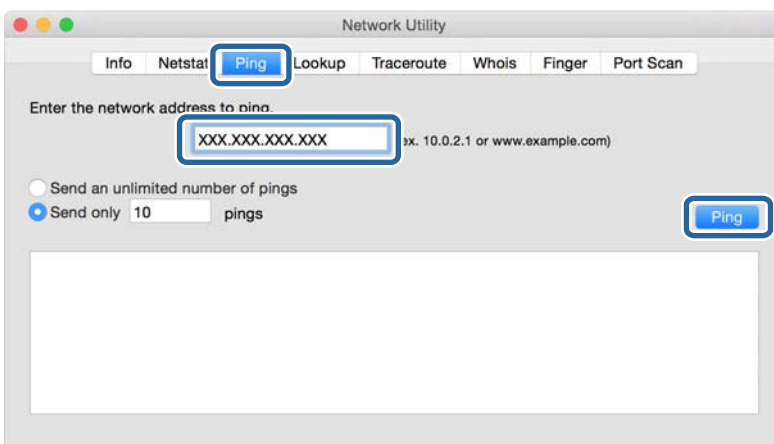 Network Utility
Info Netstat Ping Lookup Traceroute Whois Finger Port Scan
Enter the network address to ping.
XXX.XXX.XXX.XXX ex. 10.0.2.1 or www.example.com)
Send an unlimited number of pings
Send only 10 pings
Ping